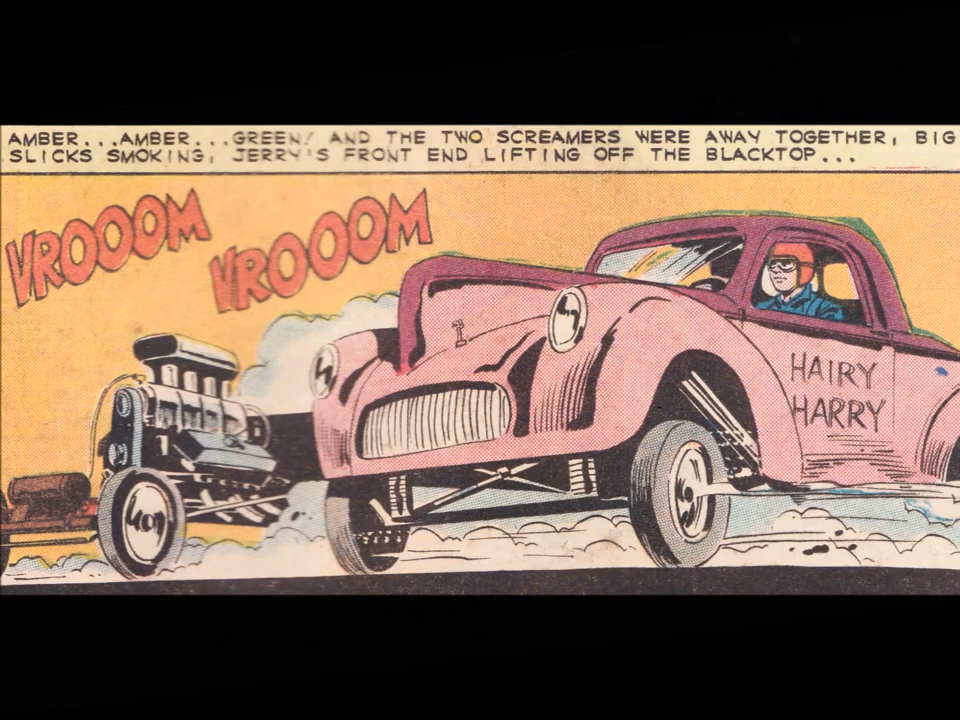 AMBER...AMBER...GREEN! AND THE TWO SCREAMERS WERE AWAY TOGETHER, BIG
SLICKS SMOKING, JERRY'S FRONT END LIFTING OFF THE BLACKTOP...
VROOOM
VROOOM
HAIRY
HARRY